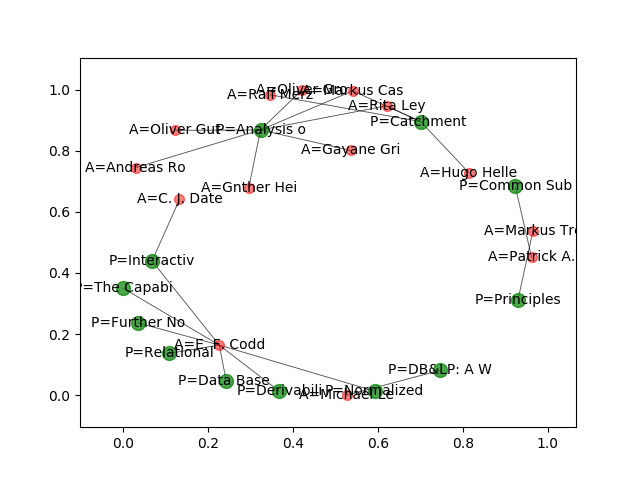 1.0
0.8
0.6
0.4
0.2
0.0
0.0
0.2
0.4
0.6
0.8
1.0
A=Ralf Merz
A=Oliver Gro
A=Markus Cas
A=Rita Ley
P=Catchment
A=Oliver Gut
P=Analysis o
A=Gayane Gri
A=Andreas Ro
A=Hugo Helle
A=Gnther Hei
P=Common Sub
A=C. J. Date
A=Markus Tre
A=Patrick A.
P=Interactiv
P=The Capabi
P=Principles
P=Further No
A=E. F. Codd
P=Relational
P=DB&LP: A W
P=Data Base
P=Derivabili
P=Normalized
A=Michael Le